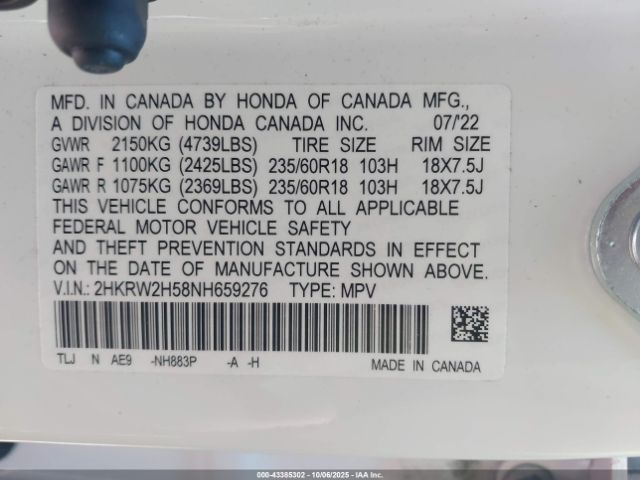 MFD. IN CANADA BY HONDA OF CANADA MFG.,
A DIVISION OF HONDA CANADA INC. 07/'22
GVWR 2150KG (4739LBS) TIRE SIZE RIM SIZE
GAWR F 1100KG (2425LBS) 235/60R18 103H 18X7.5J
GAWR R 1075KG (2369LBS) 235/60R18 103H 18X7.5J
THIS VEHICLE CONFORMS TO ALL APPLICABLE
FEDERAL MOTOR VEHICLE SAFETY
AND THEFT PREVENTION STANDARDS IN EFFECT
ON THE DATE OF MANUFACTURE SHOWN ABOVE.
V.I.N.: 2HKRW2H58NH659276 TYPE: MPV
TLJ N AE9 -NH883P -A -H MADE IN CANADA
000-43385302 10/06/2025 IAAI.COM